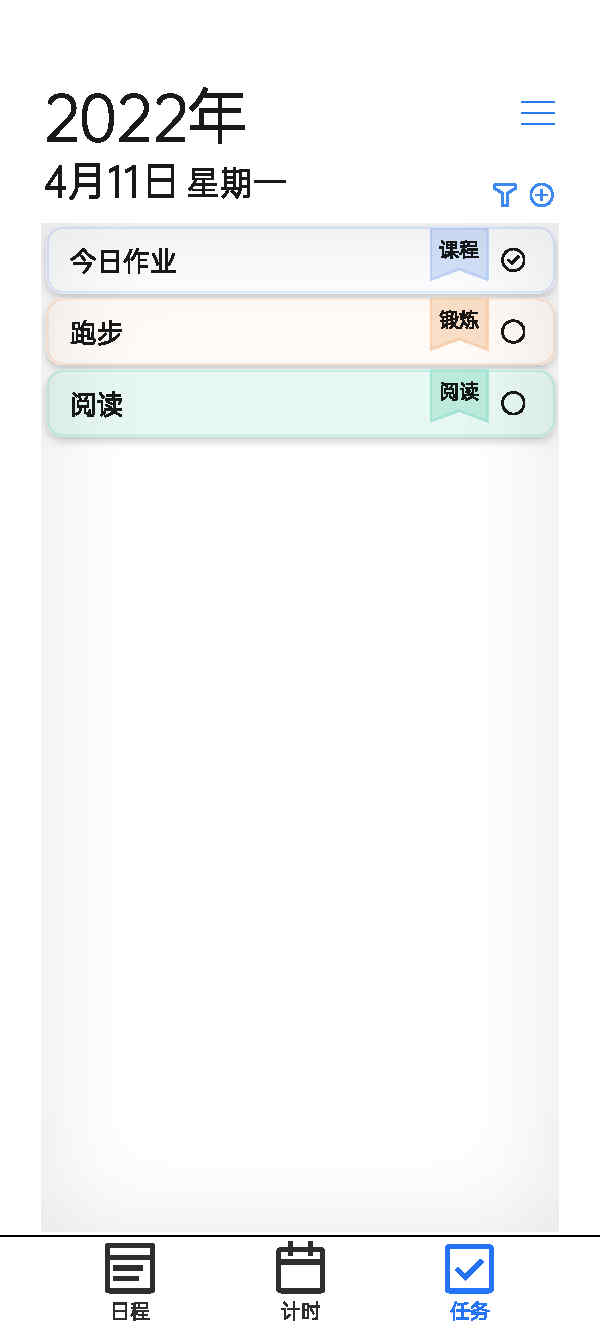 2022年
4月11日 星期一
今日作业 课程
跑步 锻炼
阅读 阅读
日程 计时 任务